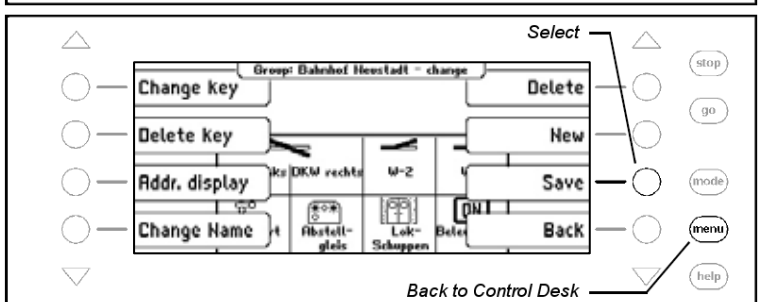 Select
Group: Bahnhof Neustadt - change
Change key
Delete
stop
Delete key
New
go
DKW rechts
W-2
Addr. display
Save
mode
Change Name
Abstell-
gleis
Lok-
Schuppen
ON
Back
menu
Back to Control Desk
help